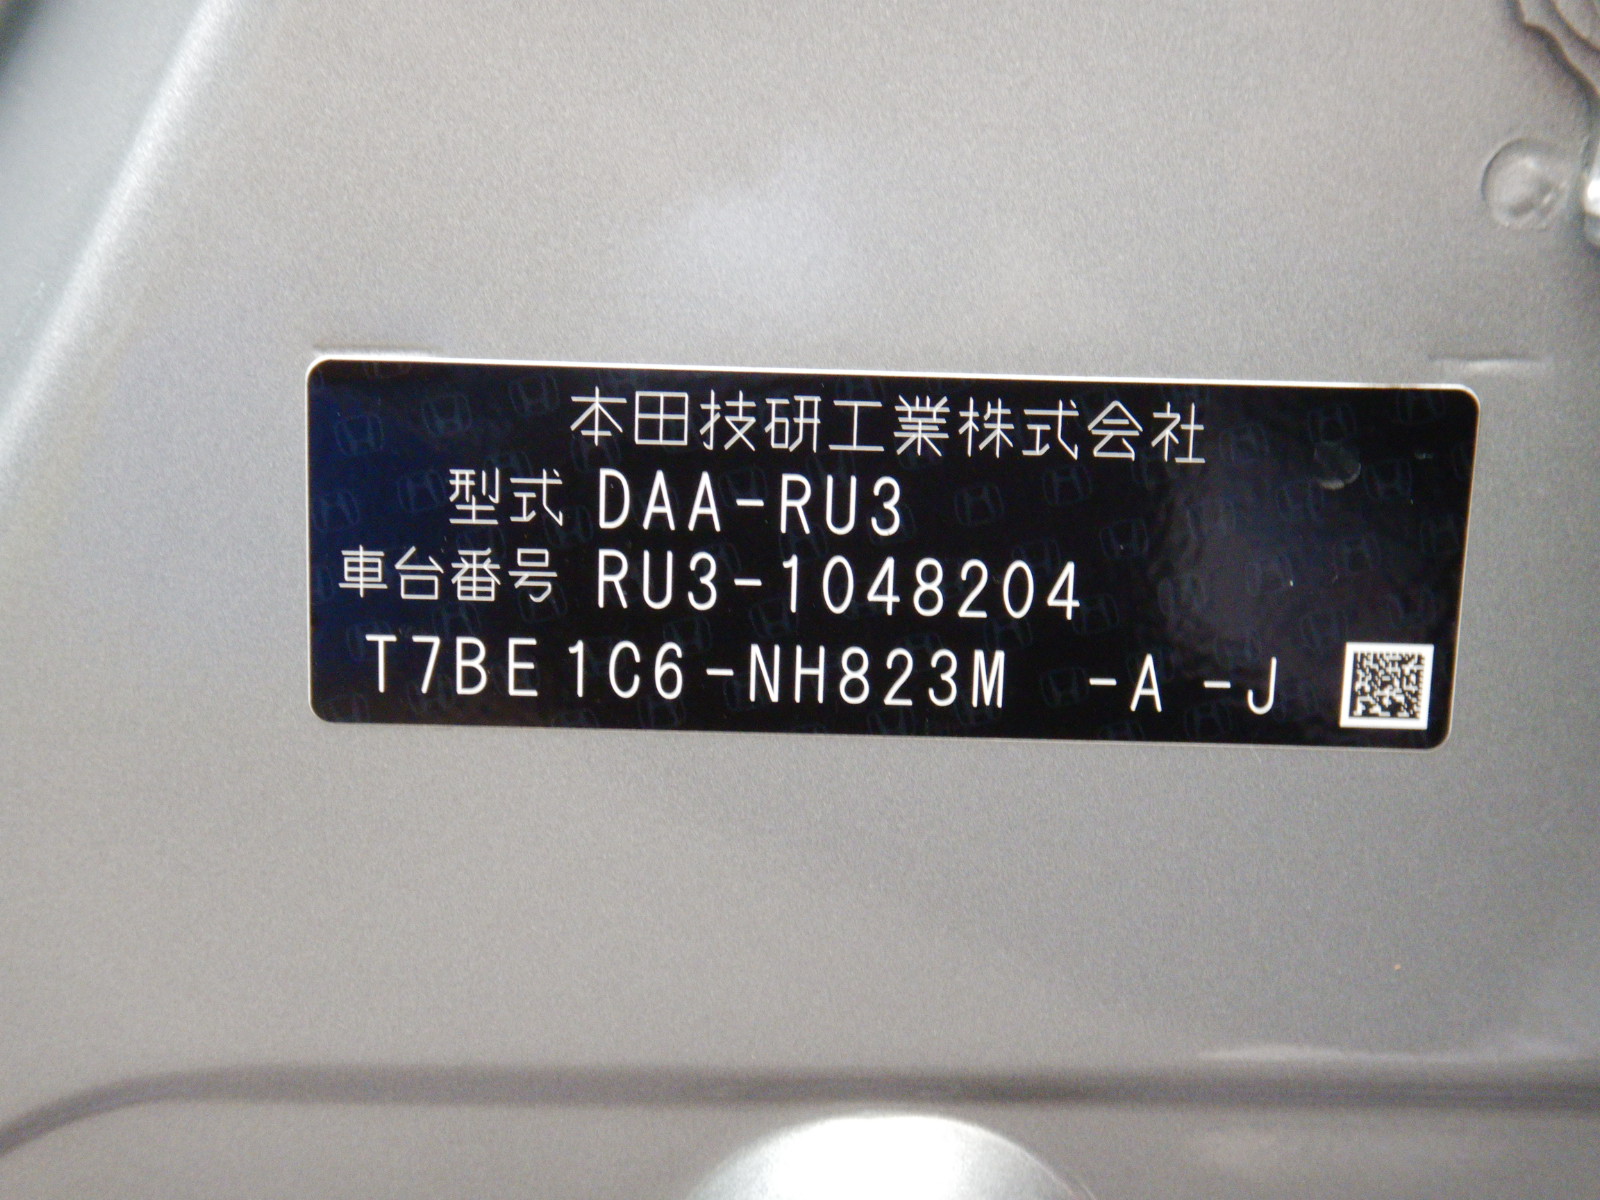 本田技研工業株式会社
型式 DAA-RU3
車台番号 RU3-1048204
T7BE1C6-NH823M -A -J